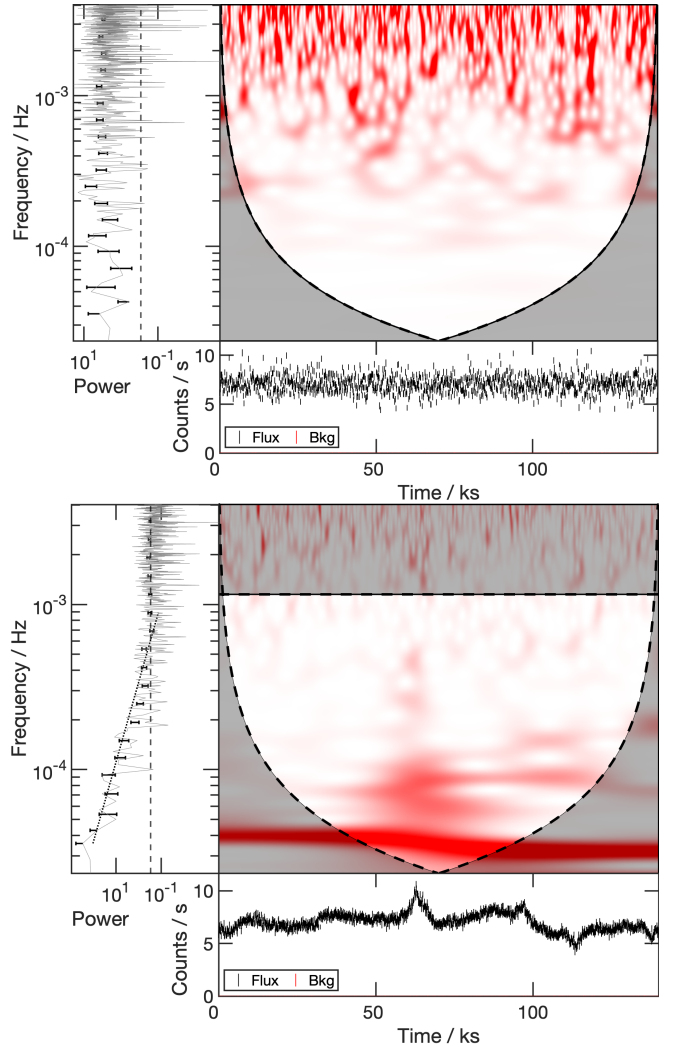 Frequency / Hz
10⁻³
10⁻⁴
10¹ 10⁻¹
Power
Counts / s
10
5
0
Flux Bkg
0 50 100
Time / ks
Frequency / Hz
10⁻³
10⁻⁴
10¹ 10⁻¹
Power
Counts / s
10
5
0
Flux Bkg
0 50 100
Time / ks